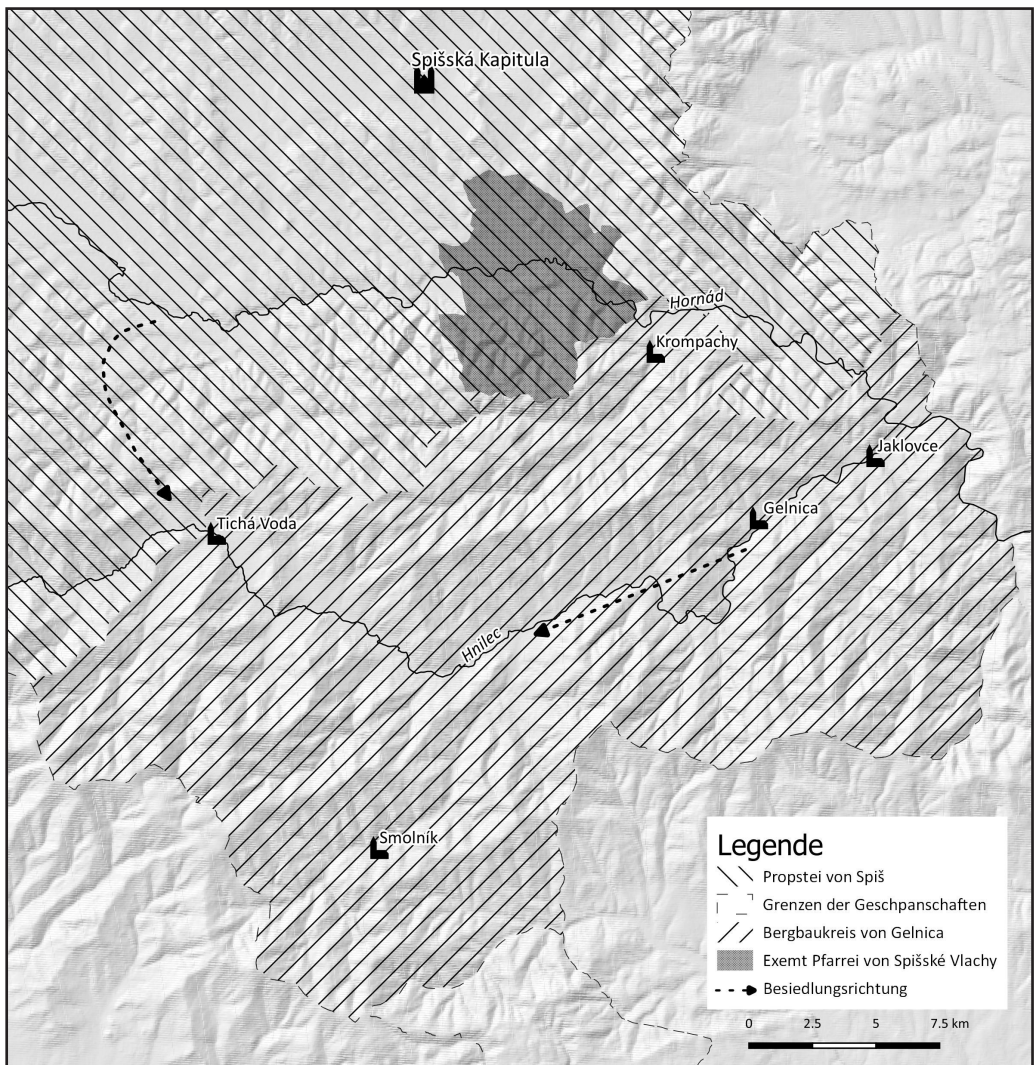 Spišská Kapitula
Hornád
Krompachy
Jaklovce
Gelnica
Tichá Voda
Hnilec
Smolník
Legende
Propstei von Spiš
Grenzen der Geschpanschaften
Bergbaukreis von Gelnica
Exemt Pfarrei von Spišské Vlachy
Besiedlungsrichtung
0 2.5 5 7.5 km